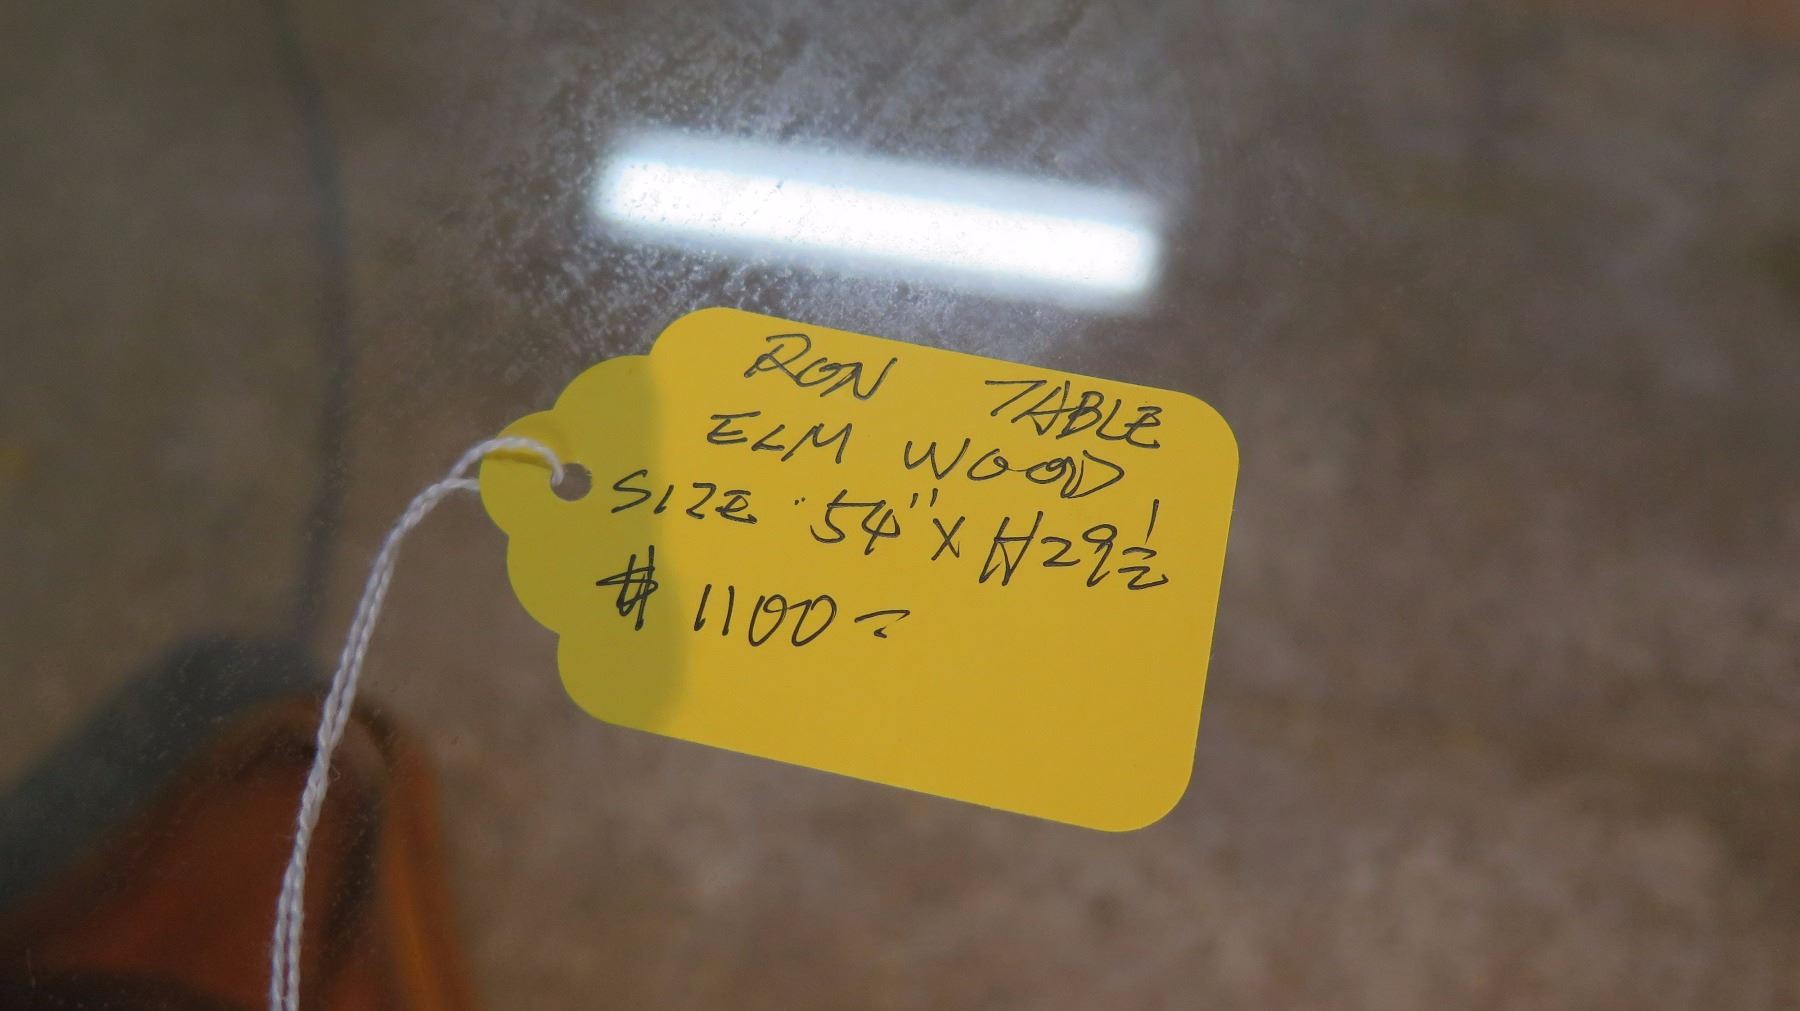 RON TABLE
ELM WOOD
SIZE 54" X H29½
$ 1100